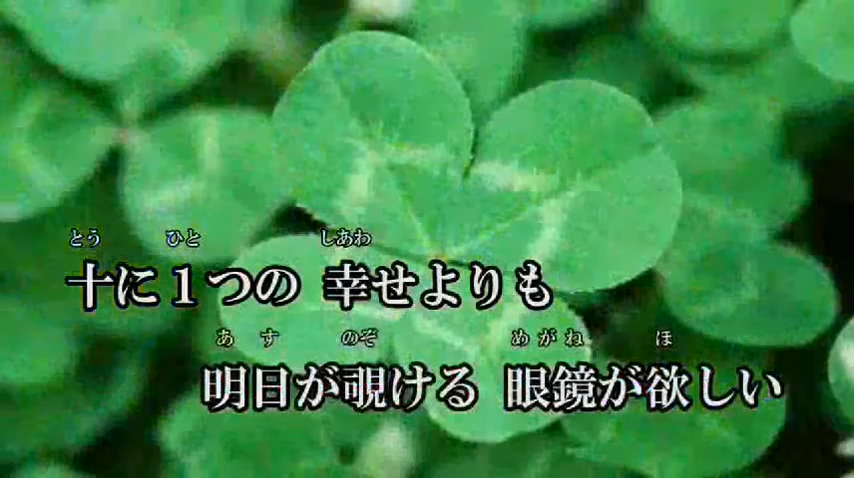 とう ひと しあわ
十に１つの 幸せよりも
あ す のぞ め が ね ほ
明日が覗ける 眼鏡が欲しい